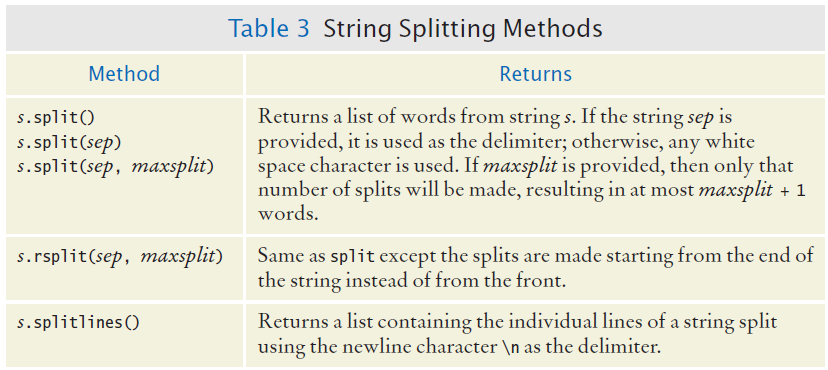 Table 3 String Splitting Methods
Method Returns
s.split()
s.split(sep)
s.split(sep, maxsplit)
Returns a list of words from string s. If the string sep is
provided, it is used as the delimiter; otherwise, any white
space character is used. If maxsplit is provided, then only that
number of splits will be made, resulting in at most maxsplit + 1
words.
s.rsplit(sep, maxsplit)
Same as split except the splits are made starting from the end of
the string instead of from the front.
s.splitlines()
Returns a list containing the individual lines of a string split
using the newline character \n as the delimiter.